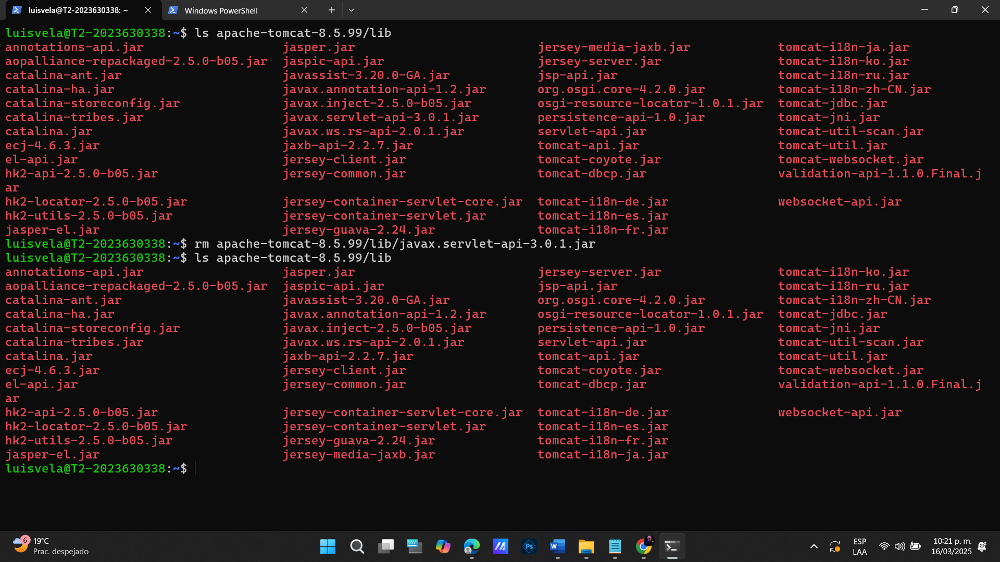 luisvela@T2-2023630338: ~
Windows PowerShell
luisvela@T2-2023630338:~$ ls apache-tomcat-8.5.99/lib
annotations-api.jar jasper.jar jersey-media-jaxb.jar tomcat-i18n-ja.jar
aopalliance-repackaged-2.5.0-b05.jar jaspic-api.jar jersey-server.jar tomcat-i18n-ko.jar
catalina-ant.jar javassist-3.20.0-GA.jar jsp-api.jar tomcat-i18n-ru.jar
catalina-ha.jar javax.annotation-api-1.2.jar org.osgi.core-4.2.0.jar tomcat-i18n-zh-CN.jar
catalina-storeconfig.jar javax.inject-2.5.0-b05.jar osgi-resource-locator-1.0.1.jar tomcat-jdbc.jar
catalina-tribes.jar javax.servlet-api-3.0.1.jar persistence-api-1.0.jar tomcat-jni.jar
catalina.jar javax.ws.rs-api-2.0.1.jar servlet-api.jar tomcat-util-scan.jar
ecj-4.6.3.jar jaxb-api-2.2.7.jar tomcat-api.jar tomcat-util.jar
el-api.jar jersey-client.jar tomcat-coyote.jar tomcat-websocket.jar
hk2-api-2.5.0-b05.jar jersey-common.jar tomcat-dbcp.jar validation-api-1.1.0.Final.j
ar
hk2-locator-2.5.0-b05.jar jersey-container-servlet-core.jar tomcat-i18n-de.jar websocket-api.jar
hk2-utils-2.5.0-b05.jar jersey-container-servlet.jar tomcat-i18n-es.jar
jasper-el.jar jersey-guava-2.24.jar tomcat-i18n-fr.jar
luisvela@T2-2023630338:~$ rm apache-tomcat-8.5.99/lib/javax.servlet-api-3.0.1.jar
luisvela@T2-2023630338:~$ ls apache-tomcat-8.5.99/lib
annotations-api.jar jasper.jar jersey-server.jar tomcat-i18n-ko.jar
aopalliance-repackaged-2.5.0-b05.jar jaspic-api.jar jsp-api.jar tomcat-i18n-ru.jar
catalina-ant.jar javassist-3.20.0-GA.jar org.osgi.core-4.2.0.jar tomcat-i18n-zh-CN.jar
catalina-ha.jar javax.annotation-api-1.2.jar osgi-resource-locator-1.0.1.jar tomcat-jdbc.jar
catalina-storeconfig.jar javax.inject-2.5.0-b05.jar persistence-api-1.0.jar tomcat-jni.jar
catalina-tribes.jar javax.ws.rs-api-2.0.1.jar servlet-api.jar tomcat-util-scan.jar
catalina.jar jaxb-api-2.2.7.jar tomcat-api.jar tomcat-util.jar
ecj-4.6.3.jar jersey-client.jar tomcat-coyote.jar tomcat-websocket.jar
el-api.jar jersey-common.jar tomcat-dbcp.jar validation-api-1.1.0.Final.j
ar
hk2-api-2.5.0-b05.jar jersey-container-servlet-core.jar tomcat-i18n-de.jar websocket-api.jar
hk2-locator-2.5.0-b05.jar jersey-container-servlet.jar tomcat-i18n-es.jar
hk2-utils-2.5.0-b05.jar jersey-guava-2.24.jar tomcat-i18n-fr.jar
jasper-el.jar jersey-media-jaxb.jar tomcat-i18n-ja.jar
luisvela@T2-2023630338:~$
6
19°C
Prac. despejado
Ps
W
ESP
LAA
10:21 p. m.
16/03/2025